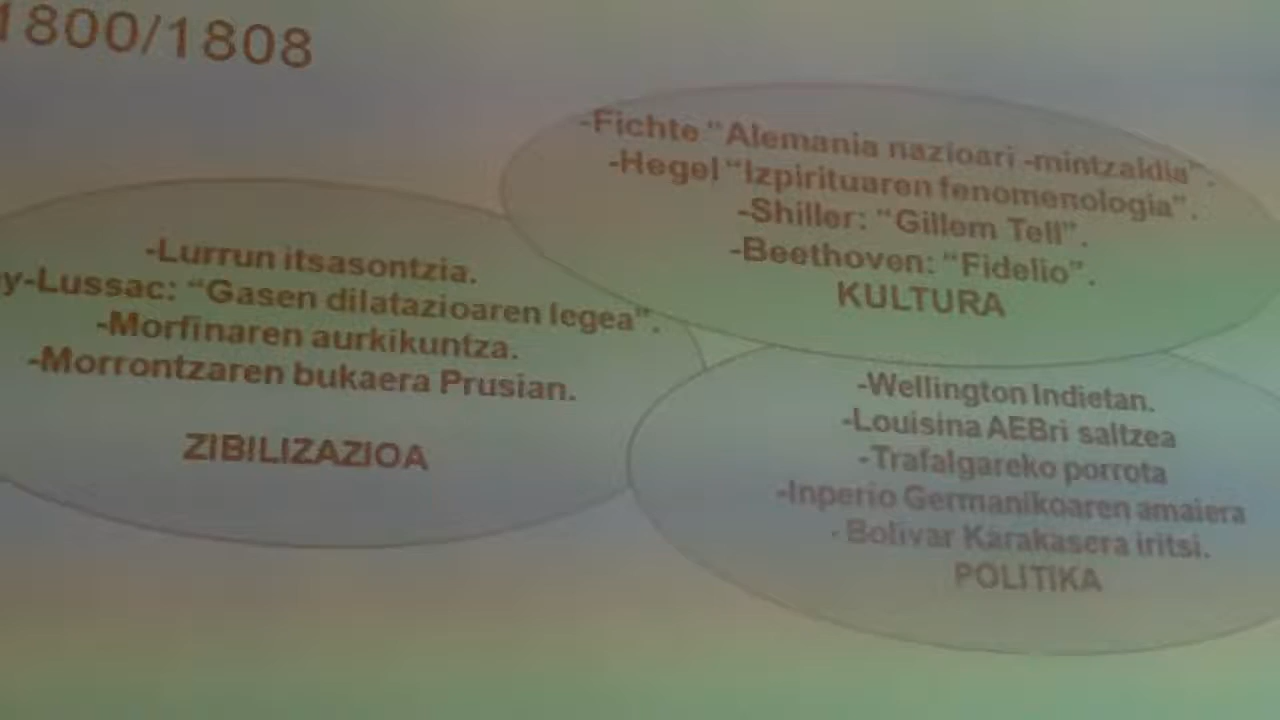 1800/1808
-Fichte “Alemania nazioari -mintzaldia”.
-Hegel “Izpirituaren fenomenologia”.
-Shiller: “Gillem Tell”.
-Beethoven: “Fidelio”.
KULTURA
-Lurrun itsasontzia.
y-Lussac: “Gasen dilatazioaren legea”.
-Morfinaren aurkikuntza.
-Morrontzaren bukaera Prusian.
ZIBILIZAZIOA
-Wellington Indietan.
-Louisina AEBri saltzea
-Trafalgareko porrota
-Inperio Germanikoaren amaiera
- Bolivar Karakasera iritsi.
POLITIKA